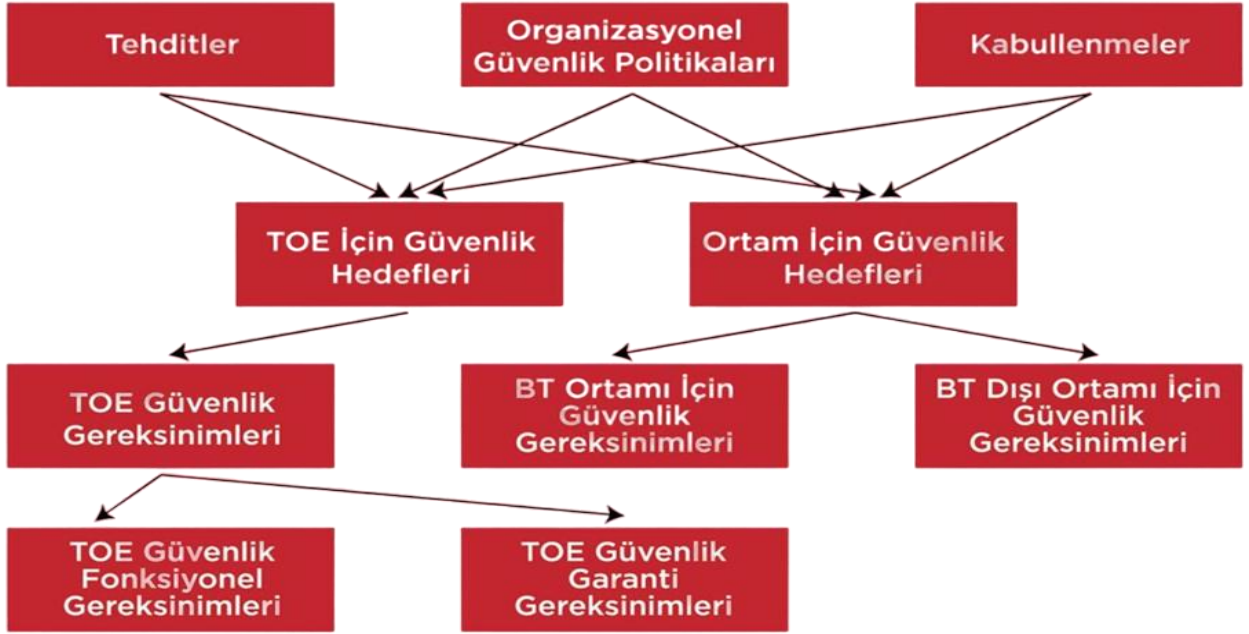 Tehditler
Organizasyonel
Güvenlik Politikaları
Kabullenmeler
TOE İçin Güvenlik
Hedefleri
Ortam İçin Güvenlik
Hedefleri
TOE Güvenlik
Gereksinimleri
BT Ortamı İçin
Güvenlik
Gereksinimleri
BT Dışı Ortamı İçin
Güvenlik
Gereksinimleri
TOE Güvenlik
Fonksiyonel
Gereksinimleri
TOE Güvenlik
Garanti
Gereksinimleri